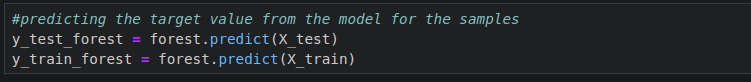 #predicting the target value from the model for the samples
y_test_forest = forest.predict(X_test)
y_train_forest = forest.predict(X_train)